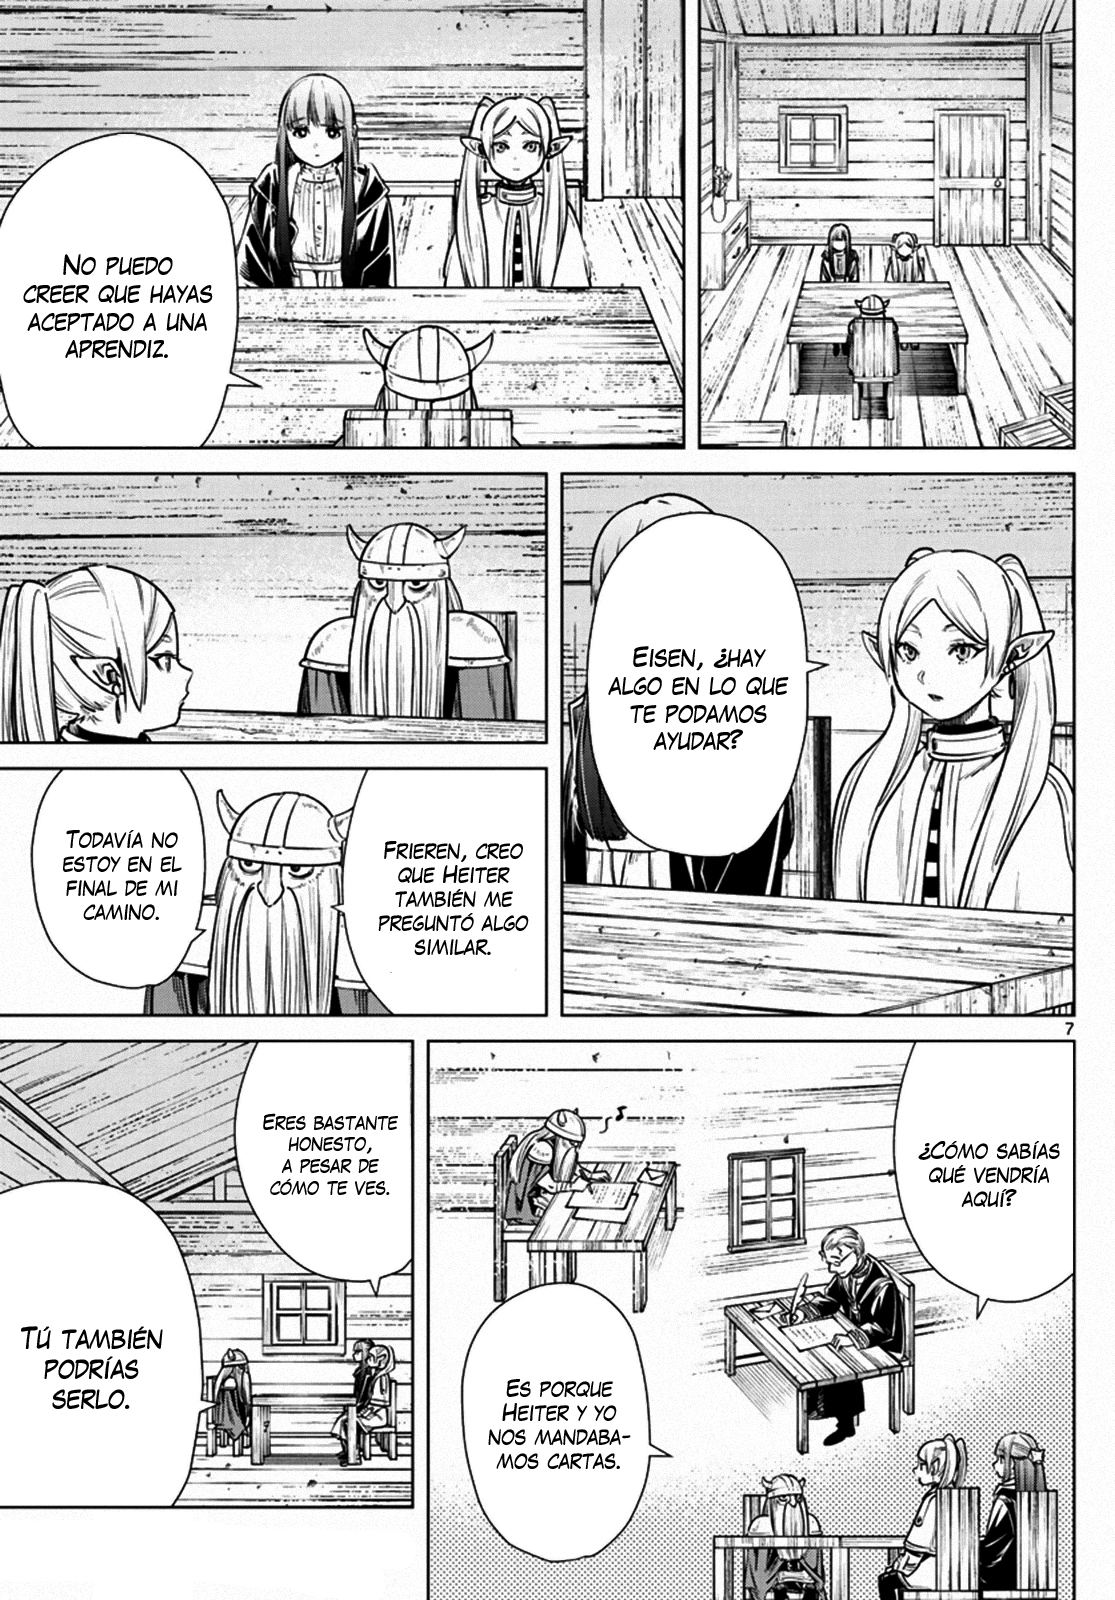 NO PUEDO
CREER QUE HAYAS
ACEPTADO A UNA
APRENDIZ.
EISEN, ¿HAY
ALGO EN LO QUE
TE PODAMOS
AYUDAR?
FRIEREN, CREO
QUE HEITER
TAMBIÉN ME
PREGUNTÓ ALGO
SIMILAR.
TODAVÍA NO
ESTOY EN EL
FINAL DE MI
CAMINO.
7
¿CÓMO SABÍAS
QUÉ VENDRÍA
AQUÍ?
ES PORQUE
HEITER Y YO
NOS MANDÁBA-
MOS CARTAS.
ERES BASTANTE
HONESTO,
A PESAR DE
CÓMO TE VES.
TÚ TAMBIÉN
PODRÍAS
SERLO.